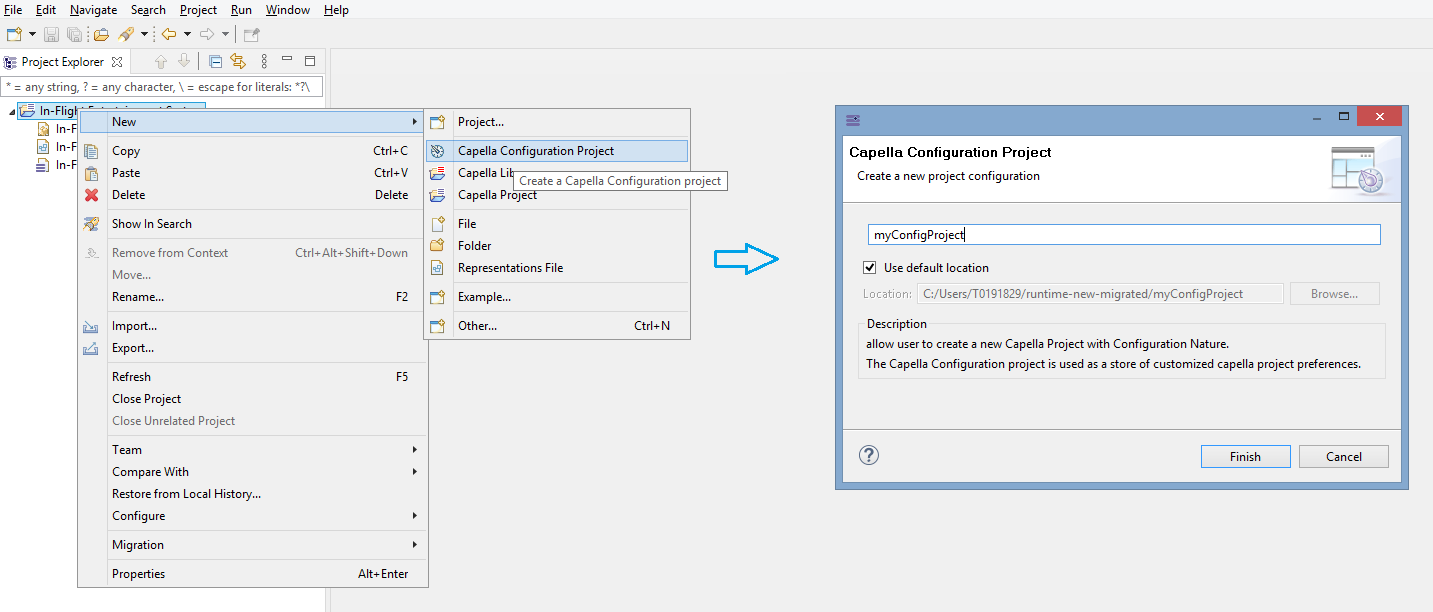 File Edit Navigate Search Project Run Window Help
Project Explorer
* = any string, ? = any character, \ = escape for literals: *?\
In-Flight
In-F
In-F
In-F
New
Copy Ctrl+C
Paste Ctrl+V
Delete Delete
Show In Search
Remove from Context Ctrl+Alt+Shift+Down
Move...
Rename... F2
Import...
Export...
Refresh F5
Close Project
Close Unrelated Project
Team
Compare With
Restore from Local History...
Configure
Migration
Properties Alt+Enter
Project...
Capella Configuration Project
Capella Lib
Create a Capella Configuration project
Capella Project
File
Folder
Representations File
Example...
Other... Ctrl+N
Capella Configuration Project
Create a new project configuration
myConfigProject
Use default location
Location: C:/Users/T0191829/runtime-new-migrated/myConfigProject Browse...
Description
allow user to create a new Capella Project with Configuration Nature.
The Capella Configuration project is used as a store of customized capella project preferences.
Finish Cancel